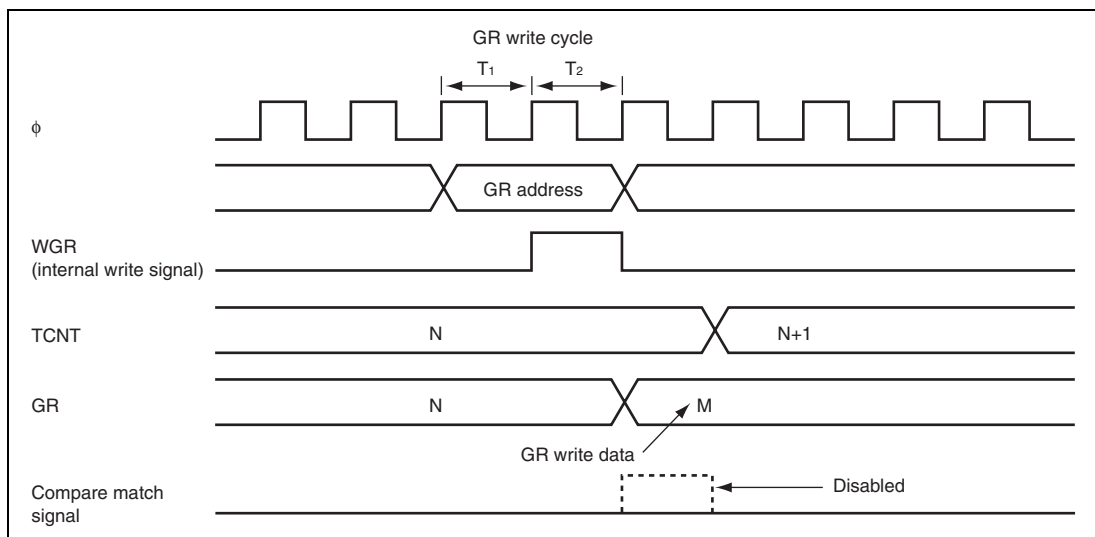 GR write cycle
T1 T2
ϕ
GR address
WGR
(internal write signal)
TCNT N N+1
GR N M
GR write data
Compare match
signal
Disabled